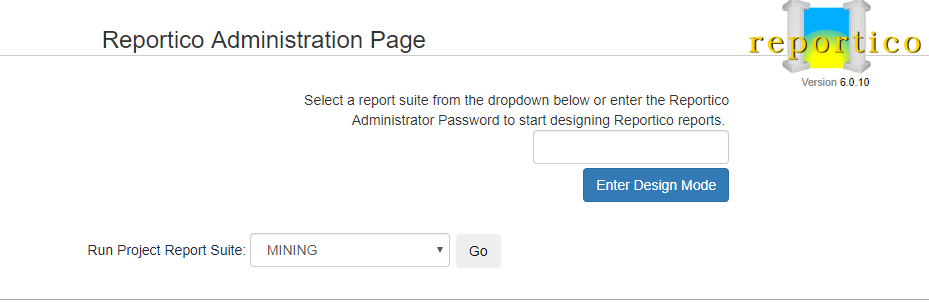 Reportico Administration Page
reportico
Version 6.0.10
Select a report suite from the dropdown below or enter the Reportico
Administrator Password to start designing Reportico reports.
Enter Design Mode
Run Project Report Suite: MINING Go